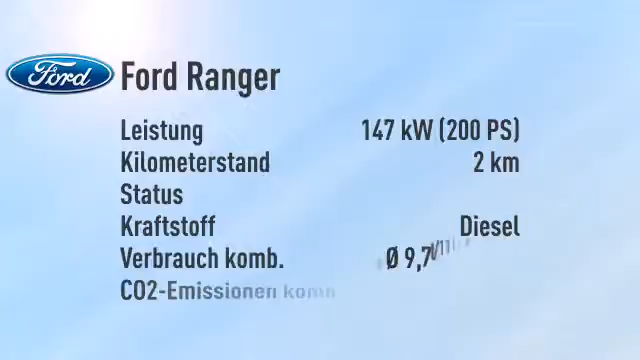 Ford Ford Ranger
Leistung 147 kW (200 PS)
Kilometerstand 2 km
Status
Kraftstoff Diesel
Verbrauch komb. Ø 9,7
CO2-Emissionen